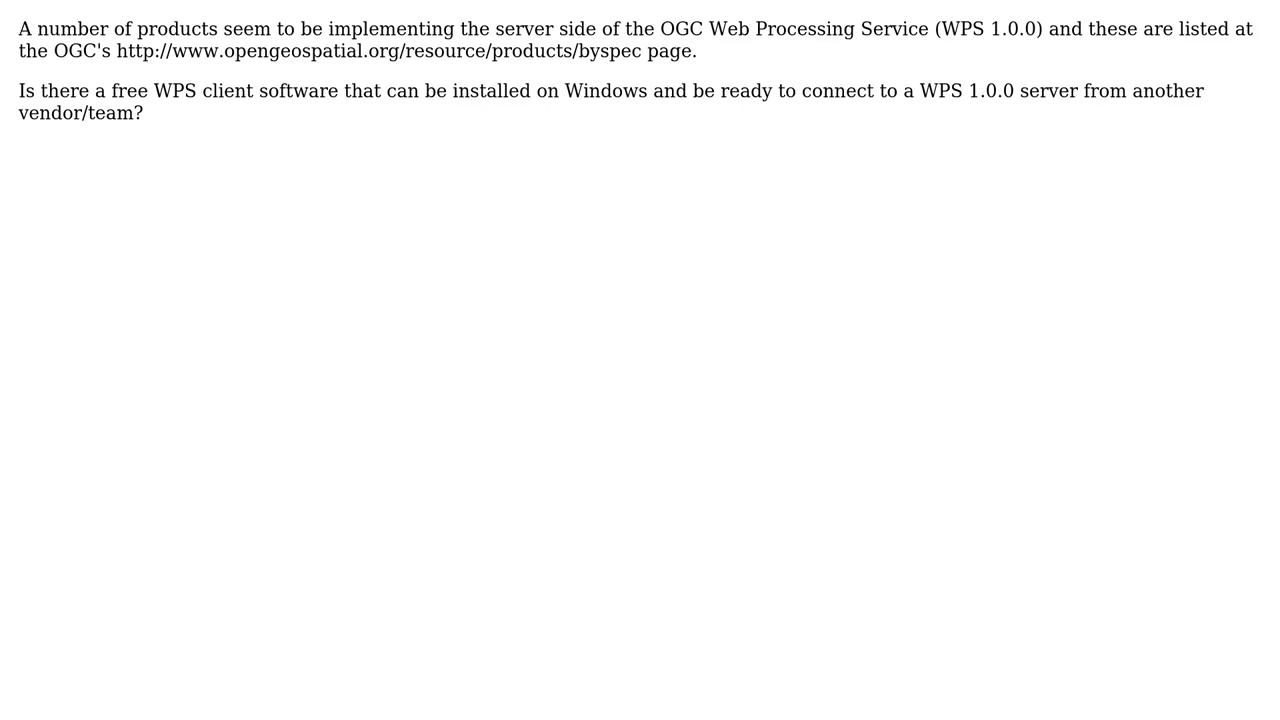 A number of products seem to be implementing the server side of the OGC Web Processing Service (WPS 1.0.0) and these are listed at
the OGC's http://www.opengeospatial.org/resource/products/byspec page.
Is there a free WPS client software that can be installed on Windows and be ready to connect to a WPS 1.0.0 server from another
vendor/team?